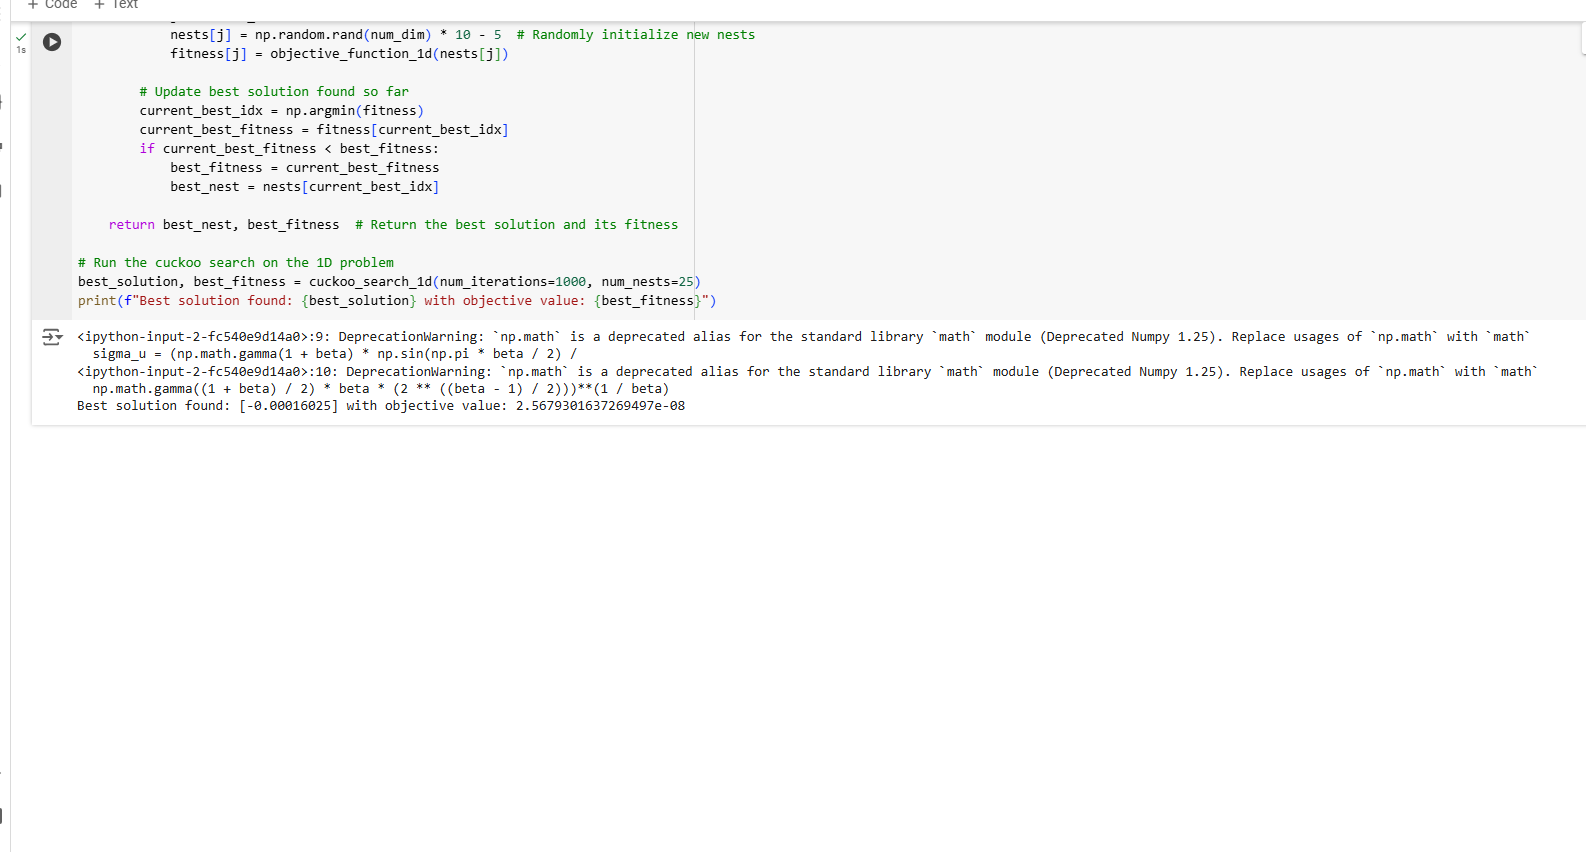 + Code + Text
1s
nests[j] = np.random.rand(num_dim) * 10 - 5  # Randomly initialize new nests
fitness[j] = objective_function_1d(nests[j])
# Update best solution found so far
current_best_idx = np.argmin(fitness)
current_best_fitness = fitness[current_best_idx]
if current_best_fitness < best_fitness:
best_fitness = current_best_fitness
best_nest = nests[current_best_idx]
return best_nest, best_fitness  # Return the best solution and its fitness
# Run the cuckoo search on the 1D problem
best_solution, best_fitness = cuckoo_search_1d(num_iterations=1000, num_nests=25)
print(f"Best solution found: {best_solution} with objective value: {best_fitness}")
<ipython-input-2-fc540e9d14a0>:9: DeprecationWarning: `np.math` is a deprecated alias for the standard library `math` module (Deprecated Numpy 1.25). Replace usages of `np.math` with `math`
sigma_u = (np.math.gamma(1 + beta) * np.sin(np.pi * beta / 2) /
<ipython-input-2-fc540e9d14a0>:10: DeprecationWarning: `np.math` is a deprecated alias for the standard library `math` module (Deprecated Numpy 1.25). Replace usages of `np.math` with `math`
np.math.gamma((1 + beta) / 2) * beta * (2 ** ((beta - 1) / 2)))**(1 / beta)
Best solution found: [-0.00016025] with objective value: 2.5679301637269497e-08